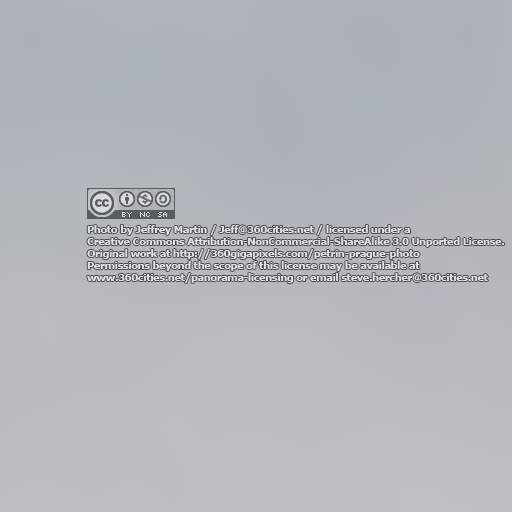 cc
BY NC SA
Photo by Jeffrey Martin / Jeff@360cities.net / licensed under a
Creative Commons Attribution-NonCommercial-ShareAlike 3.0 Unported License.
Original work at http://360gigapixels.com/petrin-prague-photo
Permissions beyond the scope of this license may be available at
www.360cities.net/panorama-licensing or email steve.hercher@360cities.net